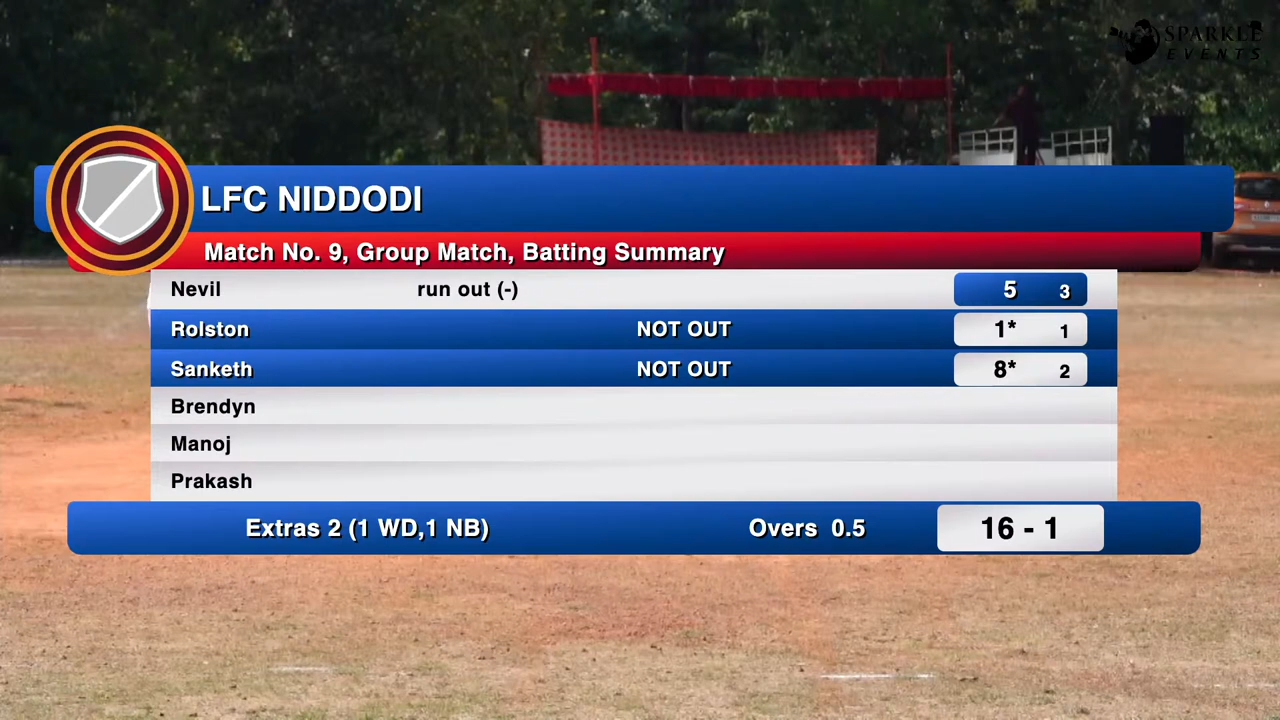 SPARKLE
EVENTS
LFC NIDDODI
Match No. 9, Group Match, Batting Summary
Nevil run out (-) 5 3
Rolston NOT OUT 1* 1
Sanketh NOT OUT 8* 2
Brendyn
Manoj
Prakash
Extras 2 (1 WD,1 NB) Overs 0.5 16 - 1